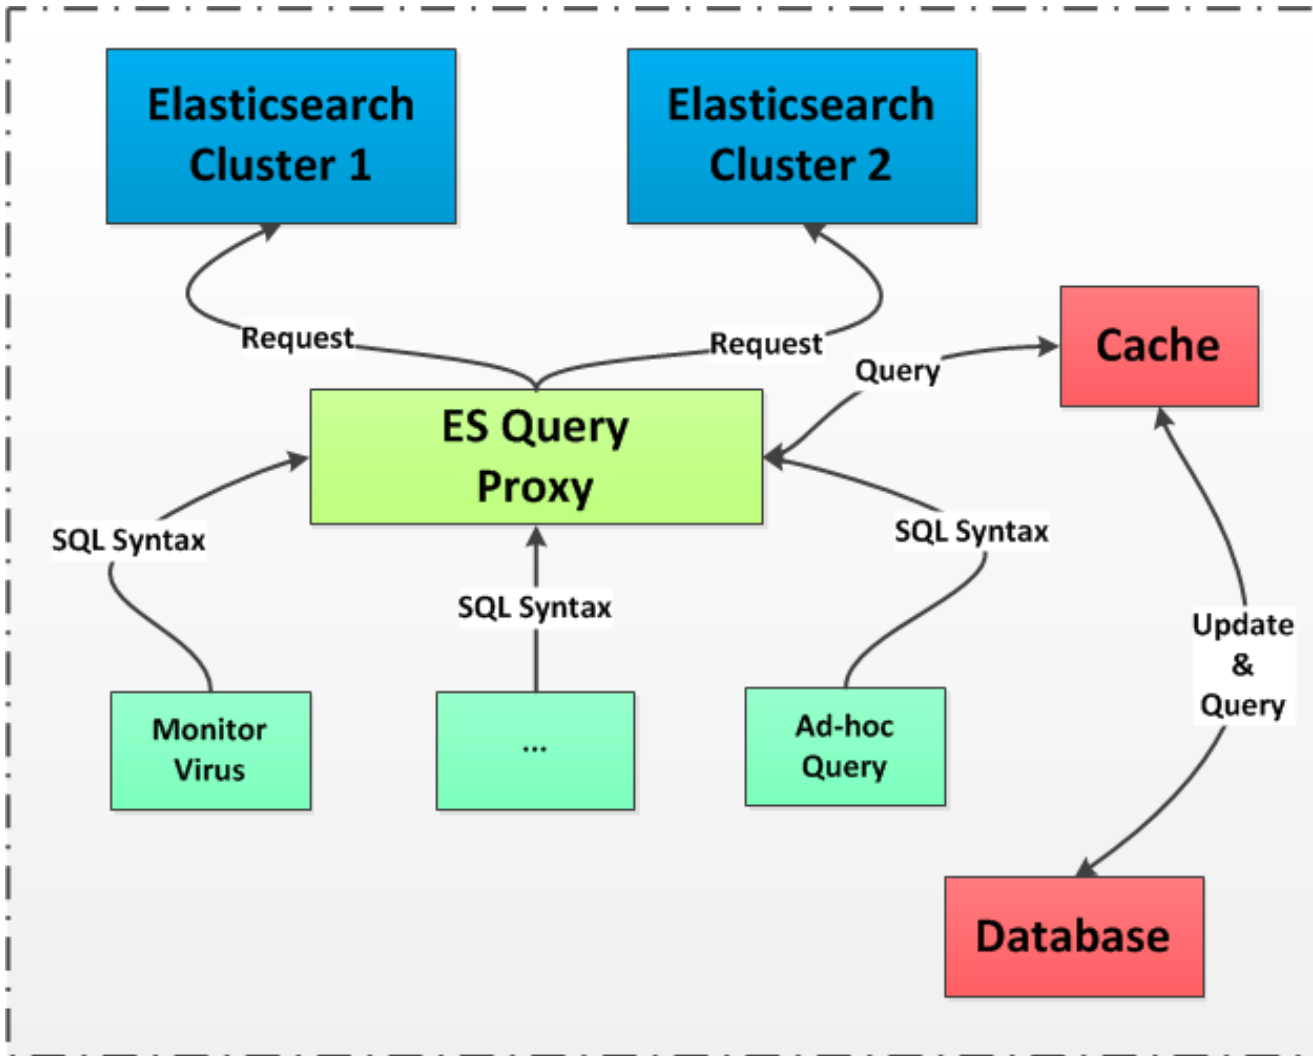 Elasticsearch
Cluster 1
Elasticsearch
Cluster 2
Request
Request
Query
Cache
ES Query
Proxy
SQL Syntax
SQL Syntax
SQL Syntax
Update
&
Query
Monitor
Virus
...
Ad-hoc
Query
Database